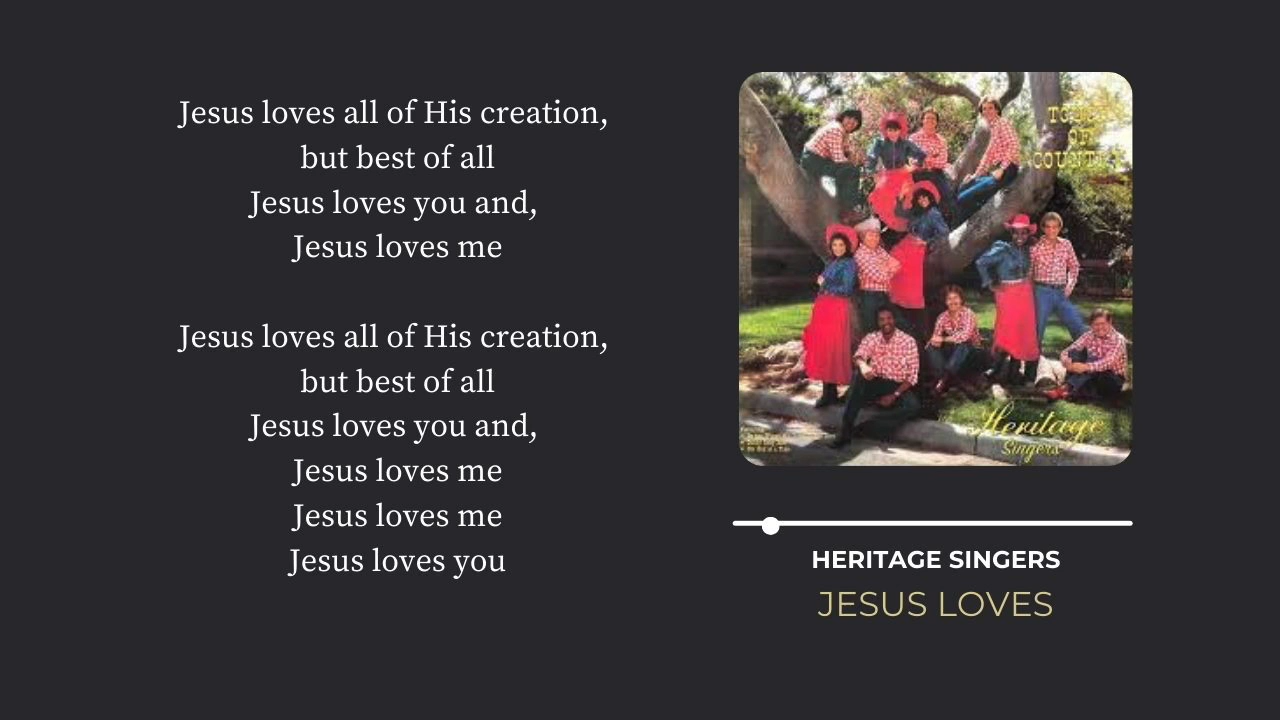 Jesus loves all of His creation,
but best of all
Jesus loves you and,
Jesus loves me
Jesus loves all of His creation,
but best of all
Jesus loves you and,
Jesus loves me
Jesus loves me
Jesus loves you
OF
COUNTRY
Heritage
Singers
HERITAGE SINGERS
JESUS LOVES